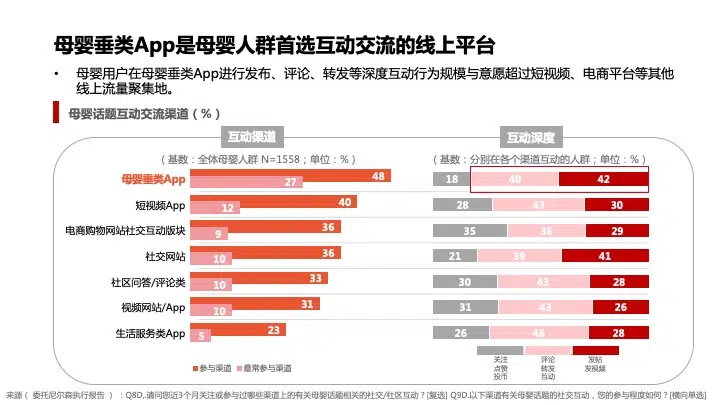 母婴垂类App是母婴人群首选互动交流的线上平台
• 母婴用户在母婴垂类App进行发布、评论、转发等深度互动行为规模与意愿超过短视频、电商平台等其他
线上流量聚集地。
母婴话题互动交流渠道（%）
互动渠道
互动深度
（基数：全体母婴人群 N=1558；单位：%）
（基数：分别在各个渠道互动的人群；单位：%）
母婴垂类App 48 27 18 40 42
短视频App 40 12 28 43 30
电商购物网站社交互动版块 36 9 35 36 29
社交网站 36 10 21 39 41
社区问答/评论类 33 10 30 43 28
视频网站/App 31 10 31 43 26
生活服务类App 23 5 26 46 28
参与渠道 最常参与渠道
关注 评论 发帖
点赞 转发 发视频
投币 互动
来源（ 委托尼尔森执行报告 ）：Q8D,.请问您近3个月关注或参与过哪些渠道上的有关母婴话题相关的社交/社区互动？[复选] Q9D.以下渠道有关母婴话题的社交互动，您的参与程度如何？[横向单选]